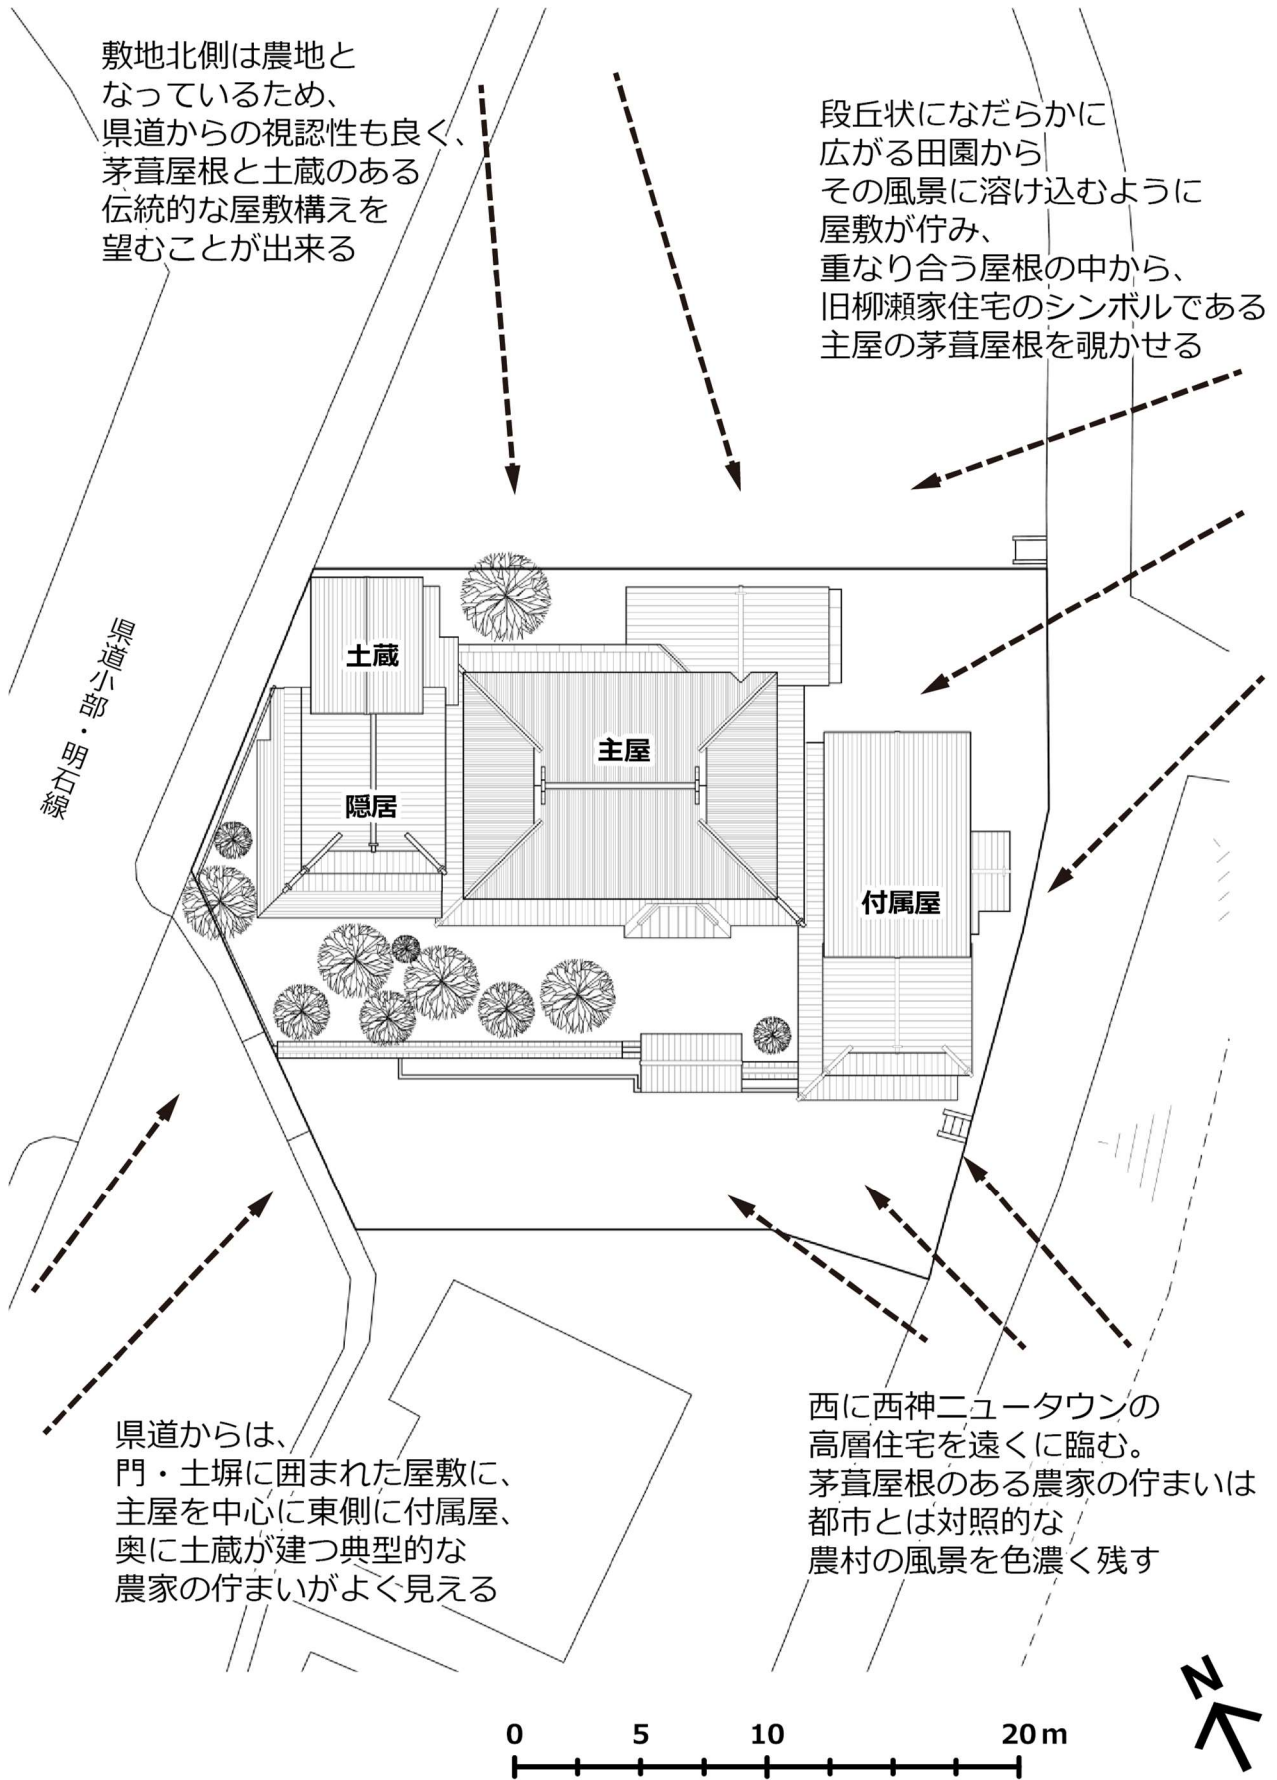 敷地北側は農地と
なっているため、
県道からの視認性も良く、
茅葺屋根と土蔵のある
伝統的な屋敷構えを
望むことが出来る
段丘状になだらかに
広がる田園から
その風景に溶け込むように
屋敷が佇み、
重なり合う屋根の中から、
旧柳瀬家住宅のシンボルである
主屋の茅葺屋根を覗かせる
県道小部・明石線
土蔵
主屋
隠居
付属屋
県道からは、
門・土塀に囲まれた屋敷に、
主屋を中心に東側に付属屋、
奥に土蔵が建つ典型的な
農家の佇まいがよく見える
西に西神ニュータウンの
高層住宅を遠くに臨む。
茅葺屋根のある農家の佇まいは
都市とは対照的な
農村の風景を色濃く残す
N
0 5 10 20m